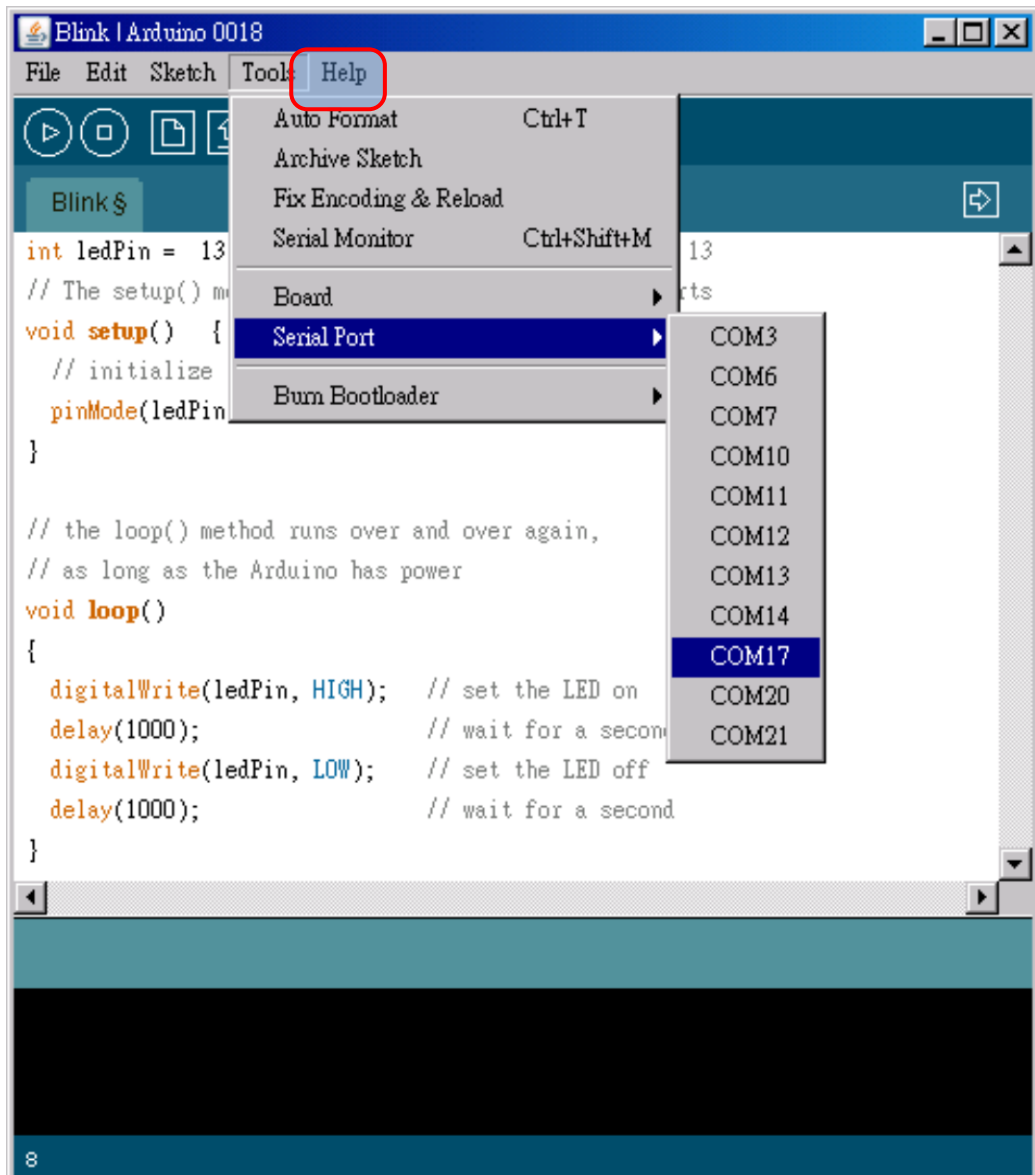 Blink | Arduino 0018
File Edit Sketch Tools Help
Auto Format Ctrl+T
Archive Sketch
Fix Encoding & Reload
Serial Monitor Ctrl+Shift+M
Board
Serial Port
Burn Bootloader
COM3
COM6
COM7
COM10
COM11
COM12
COM13
COM14
COM17
COM20
COM21
Blink §
int ledPin = 13 13
// The setup() rts
void setup() {
// initialize
pinMode(ledPin
}
// the loop() method runs over and over again,
// as long as the Arduino has power
void loop()
{
digitalWrite(ledPin, HIGH); // set the LED on
delay(1000); // wait for a secon
digitalWrite(ledPin, LOW); // set the LED off
delay(1000); // wait for a second
}
8